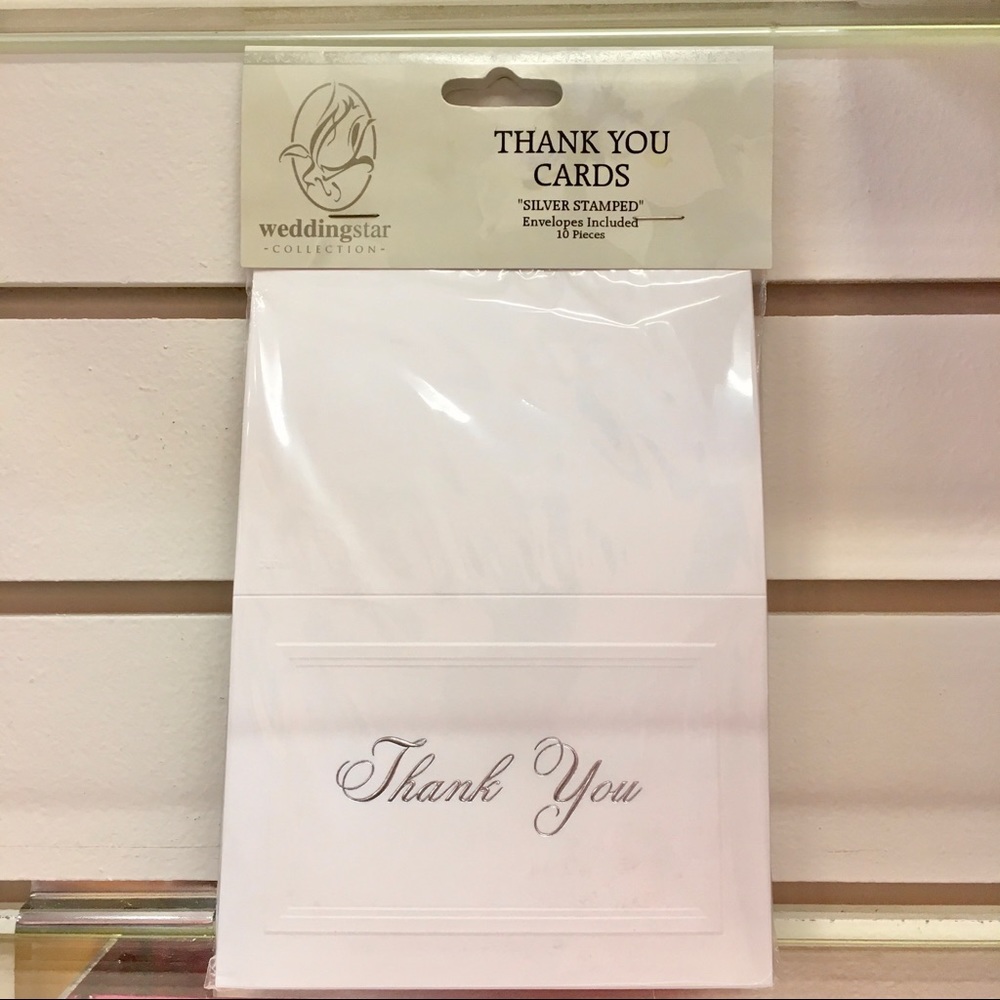 THANK YOU
CARDS
"SILVER STAMPED"
Envelopes Included
10 Pieces
weddingstar
-COLLECTION-
Thank You